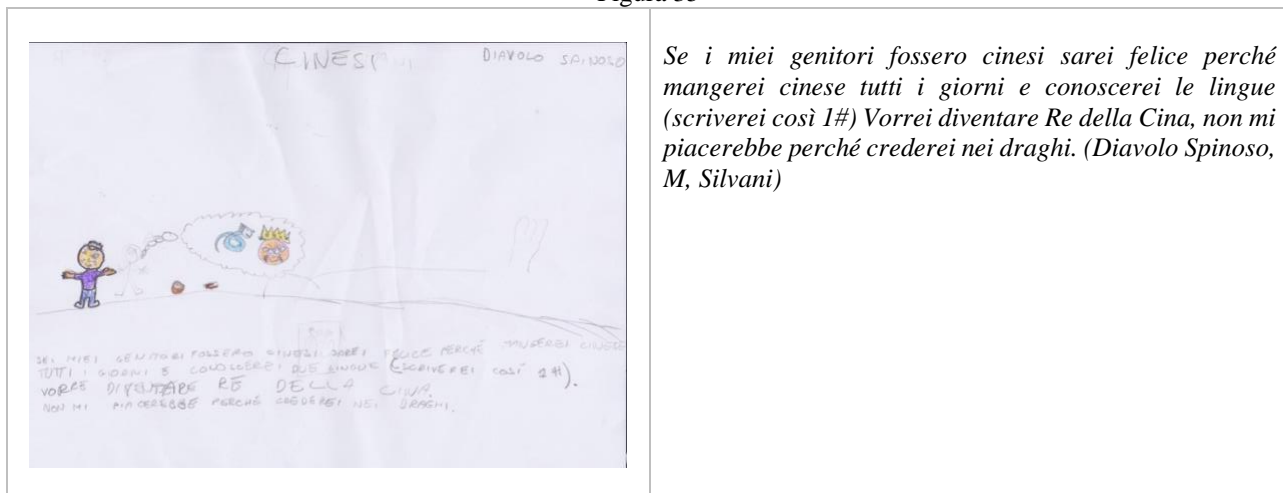 CINESI
DIAVOLO SPINOSO
SE I MIEI GENITORI FOSSERO CINESI SAREI FELICE PERCHÉ MANGEREI CINESE
TUTTI I GIORNI E CONOSCEREI DUE LINGUE (SCRIVEREI COSÍ 1#).
VORRE DIVENTARE RE DELLA CINA.
NON MI PIACEREBBE PERCHÉ CREDEREI NEI DRAGHI.
Se i miei genitori fossero cinesi sarei felice perché
mangerei cinese tutti i giorni e conoscerei le lingue
(scriverei così 1#) Vorrei diventare Re della Cina, non mi
piacerebbe perché crederei nei draghi. (Diavolo Spinoso,
M, Silvani)